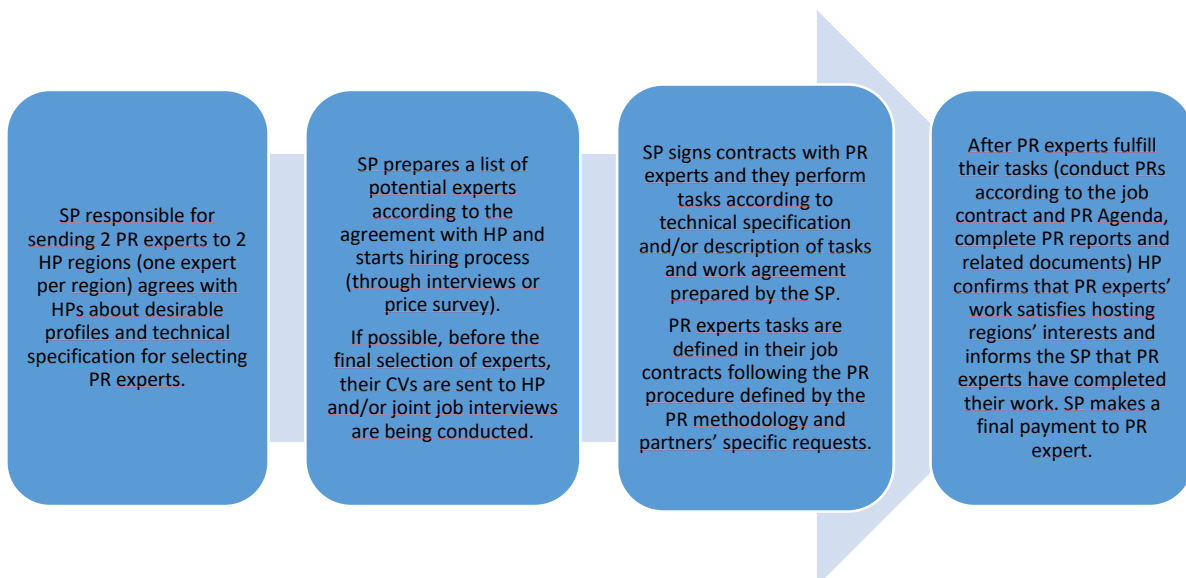 SP responsible for
sending 2 PR experts to 2
HP regions (one expert
per region) agrees with
HPs about desirable
profiles and technical
specification for selecting
PR experts.
SP prepares a list of
potential experts
according to the
agreement with HP and
starts hiring process
(through interviews or
price survey).
If possible, before the
final selection of experts,
their CVs are sent to HP
and/or joint job interviews
are being conducted.
SP signs contracts with PR
experts and they perform
tasks according to
technical specification
and/or description of tasks
and work agreement
prepared by the SP.
PR experts tasks are
defined in their job
contracts following the PR
procedure defined by the
PR methodology and
partners’ specific requests.
After PR experts fulfill
their tasks (conduct PRs
according to the job
contract and PR Agenda,
complete PR reports and
related documents) HP
confirms that PR experts’
work satisfies hosting
regions’ interests and
informs the SP that PR
experts have completed
their work. SP makes a
final payment to PR
expert.